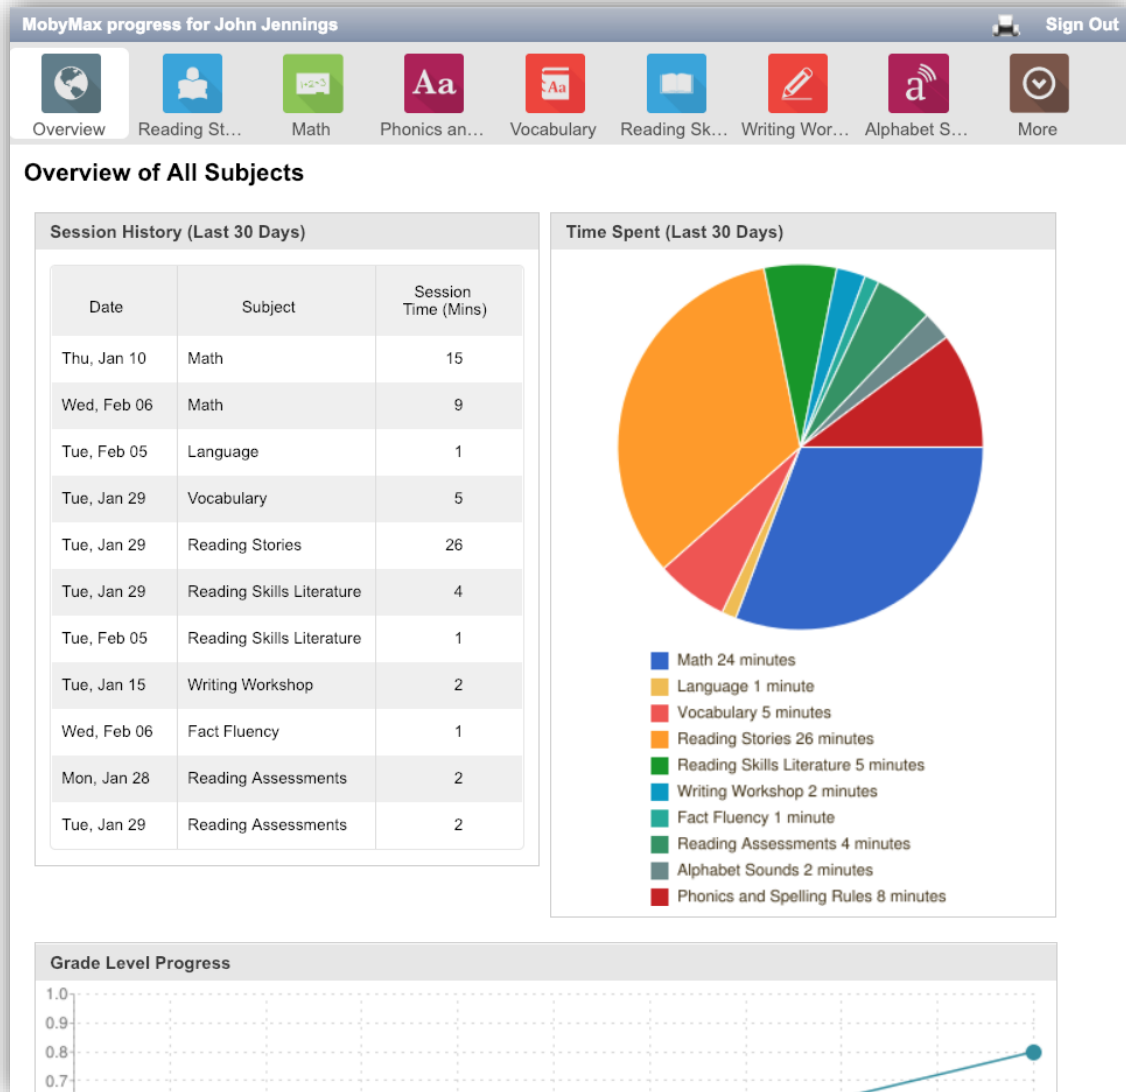 MobyMax progress for John Jennings
Sign Out
1+2=3
Aa
Aa
a
Overview
Reading St...
Math
Phonics an...
Vocabulary
Reading Sk...
Writing Wor...
Alphabet S...
More
Overview of All Subjects
Session History (Last 30 Days)
Date Subject Session Time (Mins)
Thu, Jan 10 Math 15
Wed, Feb 06 Math 9
Tue, Feb 05 Language 1
Tue, Jan 29 Vocabulary 5
Tue, Jan 29 Reading Stories 26
Tue, Jan 29 Reading Skills Literature 4
Tue, Feb 05 Reading Skills Literature 1
Tue, Jan 15 Writing Workshop 2
Wed, Feb 06 Fact Fluency 1
Mon, Jan 28 Reading Assessments 2
Tue, Jan 29 Reading Assessments 2
Time Spent (Last 30 Days)
Math 24 minutes
Language 1 minute
Vocabulary 5 minutes
Reading Stories 26 minutes
Reading Skills Literature 5 minutes
Writing Workshop 2 minutes
Fact Fluency 1 minute
Reading Assessments 4 minutes
Alphabet Sounds 2 minutes
Phonics and Spelling Rules 8 minutes
Grade Level Progress
1.0
0.9
0.8
0.7